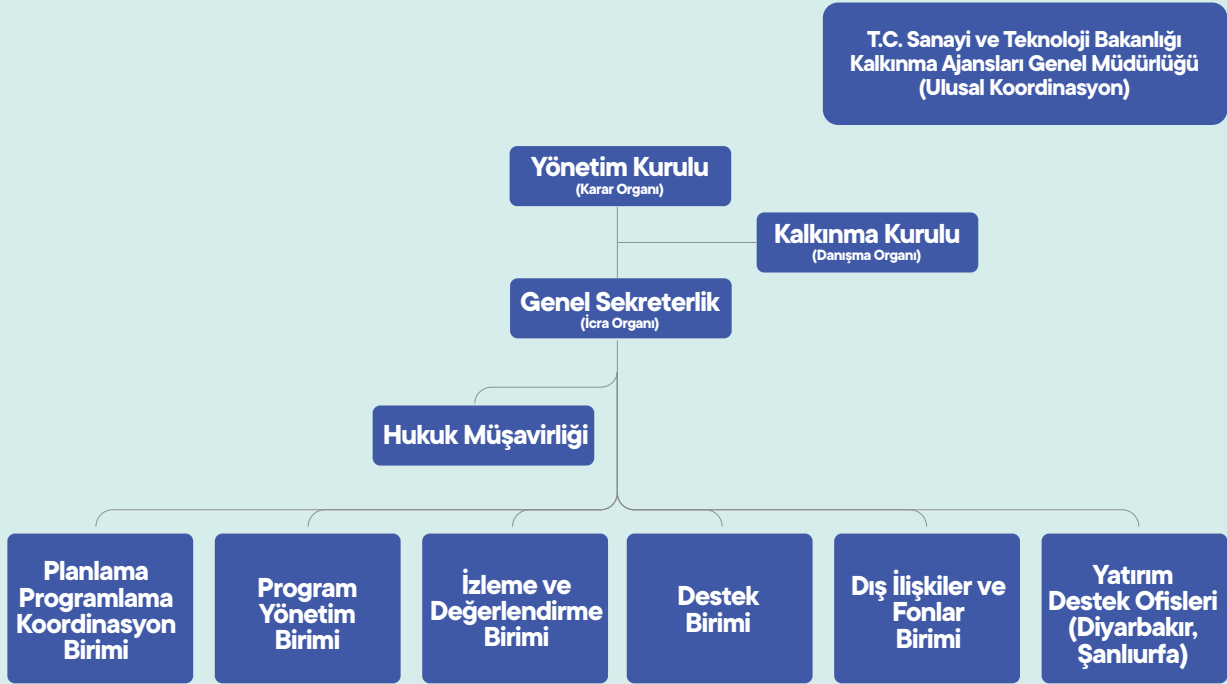 T.C. Sanayi ve Teknoloji Bakanlığı
Kalkınma Ajansları Genel Müdürlüğü
(Ulusal Koordinasyon)
Yönetim Kurulu
(Karar Organı)
Kalkınma Kurulu
(Danışma Organı)
Genel Sekreterlik
(İcra Organı)
Hukuk Müşavirliği
Planlama
Programlama
Koordinasyon
Birimi
Program
Yönetim
Birimi
İzleme ve
Değerlendirme
Birimi
Destek
Birimi
Dış İlişkiler ve
Fonlar
Birimi
Yatırım
Destek Ofisleri
(Diyarbakır,
Şanlıurfa)